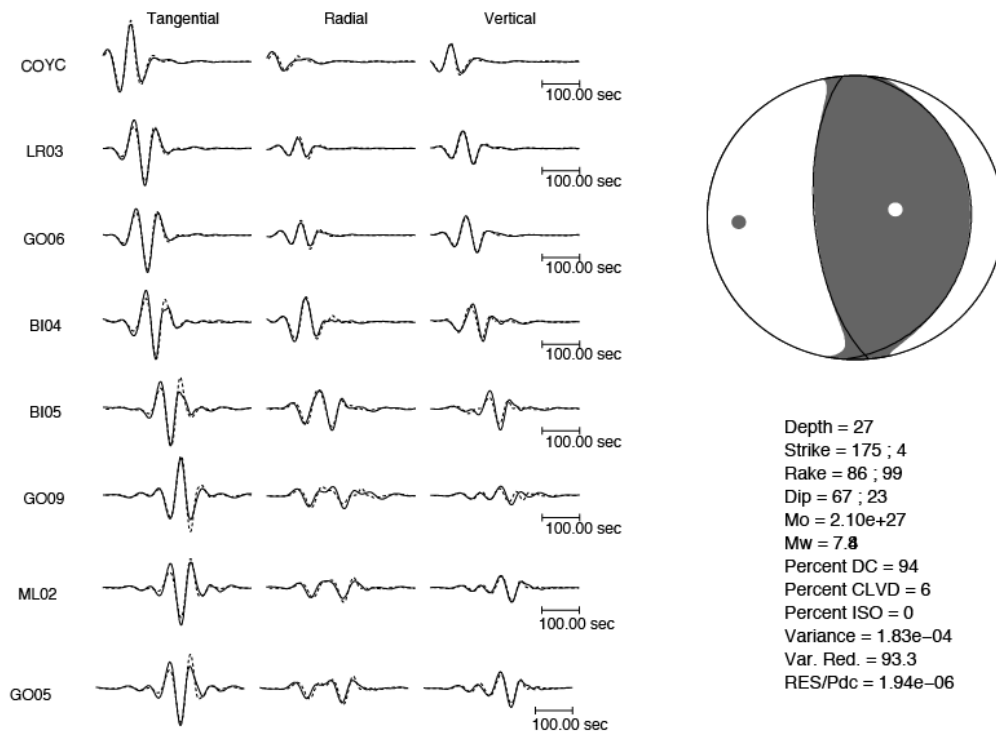 Tangential Radial Vertical
COYC
100.00 sec
LR03
100.00 sec
GO06
100.00 sec
BI04
100.00 sec
BI05
100.00 sec
GO09
100.00 sec
ML02
100.00 sec
GO05
100.00 sec
Depth = 27
Strike = 175 ; 4
Rake = 86 ; 99
Dip = 67 ; 23
Mo = 2.10e+27
Mw =
Percent DC = 94
Percent CLVD = 6
Percent ISO = 0
Variance = 1.83e−04
Var. Red. = 93.3
RES/Pdc = 1.94e−06